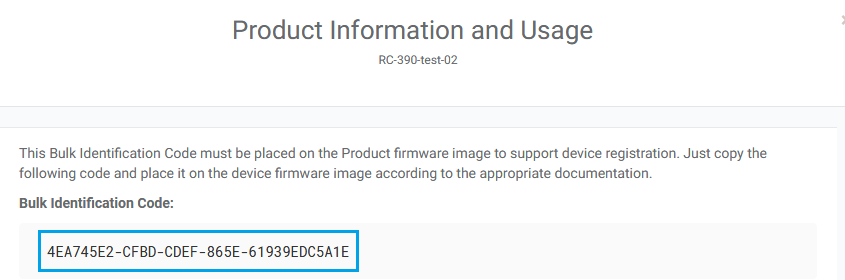 Product Information and Usage
RC-390-test-02
This Bulk Identification Code must be placed on the Product firmware image to support device registration. Just copy the
following code and place it on the device firmware image according to the appropriate documentation.
Bulk Identification Code:
4EA745E2-CFBD-CDEF-865E-61939EDC5A1E